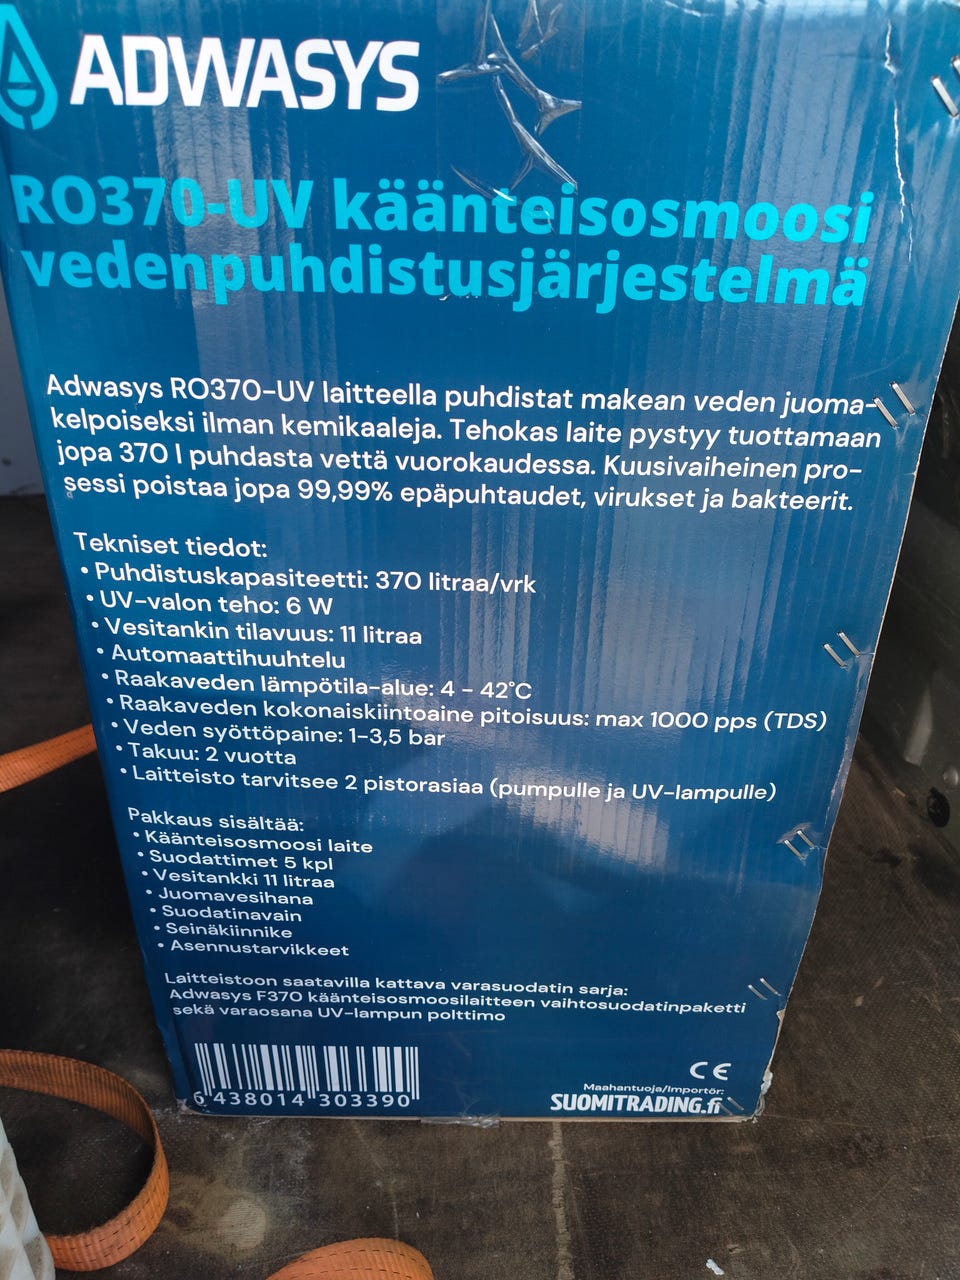 ADWASYS
RO370-UV käänteisosmoosi
vedenpuhdistusjärjestelmä
Adwasys RO370-UV laitteella puhdistat makean veden juoma-
kelpoiseksi ilman kemikaaleja. Tehokas laite pystyy tuottamaan
jopa 370 l puhdasta vettä vuorokaudessa. Kuusivaiheinen pro-
sessi poistaa jopa 99,99% epäpuhtaudet, virukset ja bakteerit.
Tekniset tiedot:
• Puhdistuskapasiteetti: 370 litraa/vrk
• UV-valon teho: 6 W
• Vesitankin tilavuus: 11 litraa
• Automaattihuuhtelu
• Raakaveden lämpötila-alue: 4 - 42°C
• Raakaveden kokonaiskiintoaine pitoisuus: max 1000 pps (TDS)
• Veden syöttöpaine: 1-3,5 bar
• Takuu: 2 vuotta
• Laitteisto tarvitsee 2 pistorasiaa (pumpulle ja UV-lampulle)
Pakkaus sisältää:
• Käänteisosmoosi laite
• Suodattimet 5 kpl
• Vesitankki 11 litraa
• Juomavesihana
• Suodatinavain
• Seinäkiinnike
• Asennustarvikkeet
Laitteistoon saatavilla kattava varasuodatin sarja:
Adwasys F370 käänteisosmoosilaitteen vaihtosuodatinpaketti
sekä varaosana UV-lampun polttimo
6 438014 303390
CE
Maahantuoja/Importör:
SUOMITRADING.fi